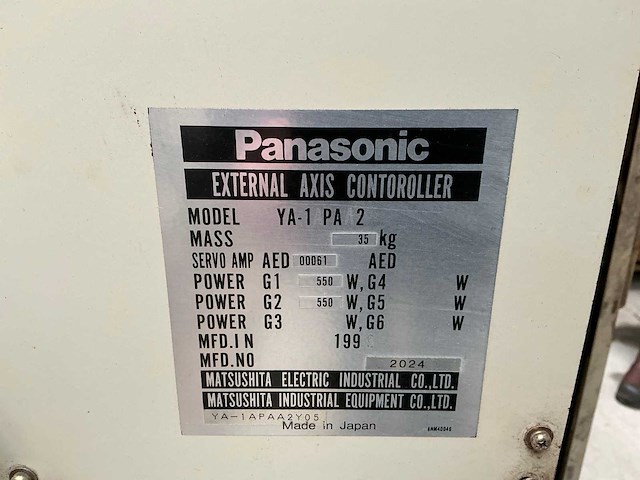 Panasonic
EXTERNAL AXIS CONTOROLLER
MODEL YA-1 PA 2
MASS 35 kg
SERVO AMP AED 00061 AED
POWER G1 550 W, G4 W
POWER G2 550 W, G5 W
POWER G3 W, G6 W
MFD.IN 199
MFD.NO 2024
MATSUSHITA ELECTRIC INDUSTRIAL CO.,LTD.
MATSUSHITA INDUSTRIAL EQUIPMENT CO.,LTD.
YA-1APAA2Y05
Made in Japan